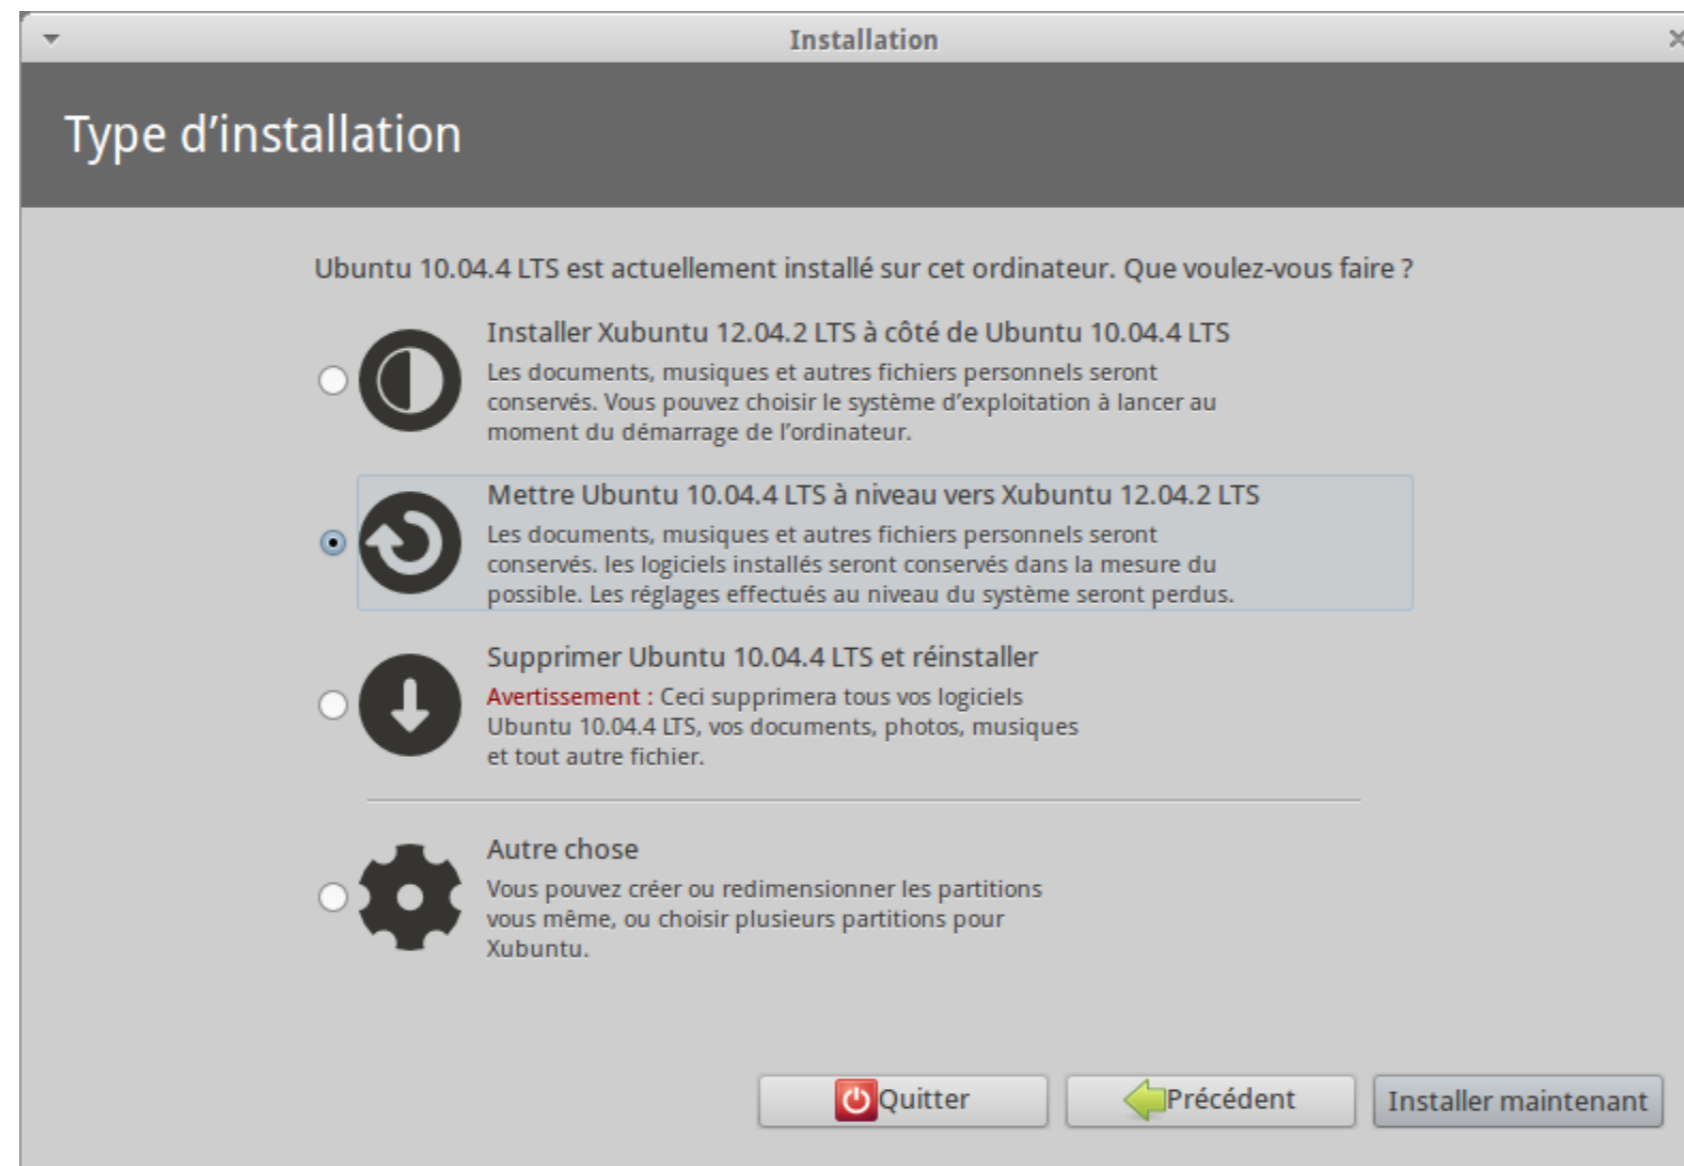 Installation
Type d’installation
Ubuntu 10.04.4 LTS est actuellement installé sur cet ordinateur. Que voulez-vous faire ?
Installer Xubuntu 12.04.2 LTS à côté de Ubuntu 10.04.4 LTS
Les documents, musiques et autres fichiers personnels seront
conservés. Vous pouvez choisir le système d’exploitation à lancer au
moment du démarrage de l’ordinateur.
Mettre Ubuntu 10.04.4 LTS à niveau vers Xubuntu 12.04.2 LTS
Les documents, musiques et autres fichiers personnels seront
conservés. les logiciels installés seront conservés dans la mesure du
possible. Les réglages effectués au niveau du système seront perdus.
Supprimer Ubuntu 10.04.4 LTS et réinstaller
Avertissement : Ceci supprimera tous vos logiciels
Ubuntu 10.04.4 LTS, vos documents, photos, musiques
et tout autre fichier.
Autre chose
Vous pouvez créer ou redimensionner les partitions
vous même, ou choisir plusieurs partitions pour
Xubuntu.
Quitter
Précédent
Installer maintenant